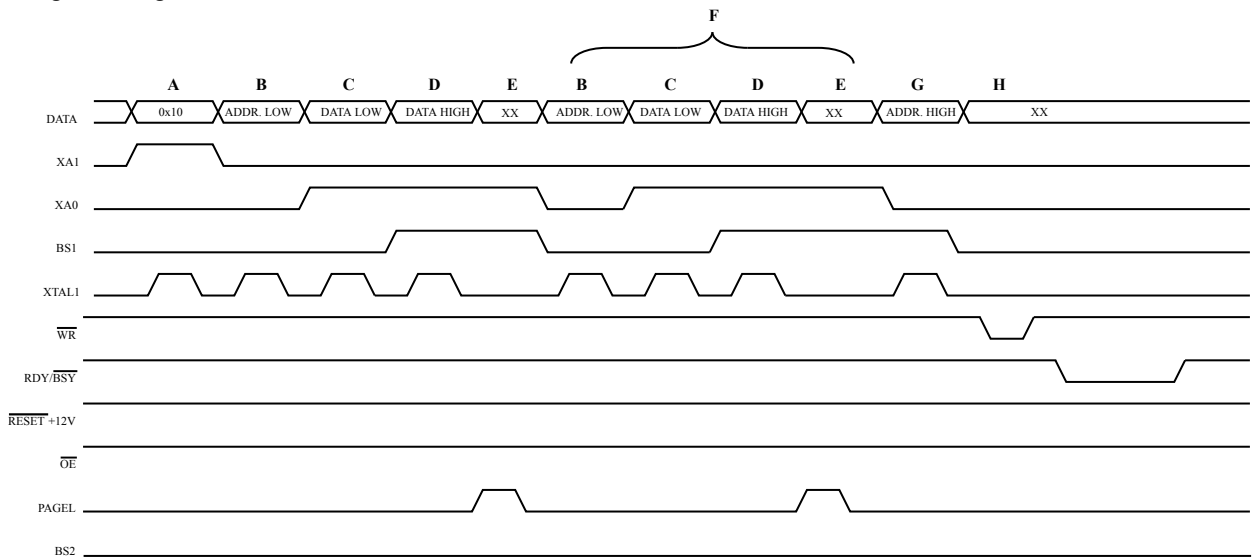 F
A B C D E B C D E G H
DATA 0x10 ADDR. LOW DATA LOW DATA HIGH XX ADDR. LOW DATA LOW DATA HIGH XX ADDR. HIGH XX
XA1
XA0
BS1
XTAL1
WR
RDY/BSY
RESET +12V
OE
PAGEL
BS2